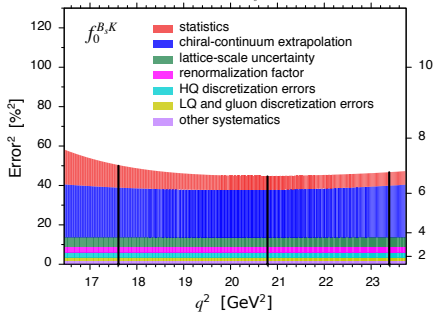 f_0^{B_sK}
statistics
chiral-continuum extrapolation
lattice-scale uncertainty
renormalization factor
HQ discretization errors
LQ and gluon discretization errors
other systematics
Error² [%²]
120
100
80
60
40
20
0
10
8
6
4
2
17 18 19 20 21 22 23
q² [GeV²]